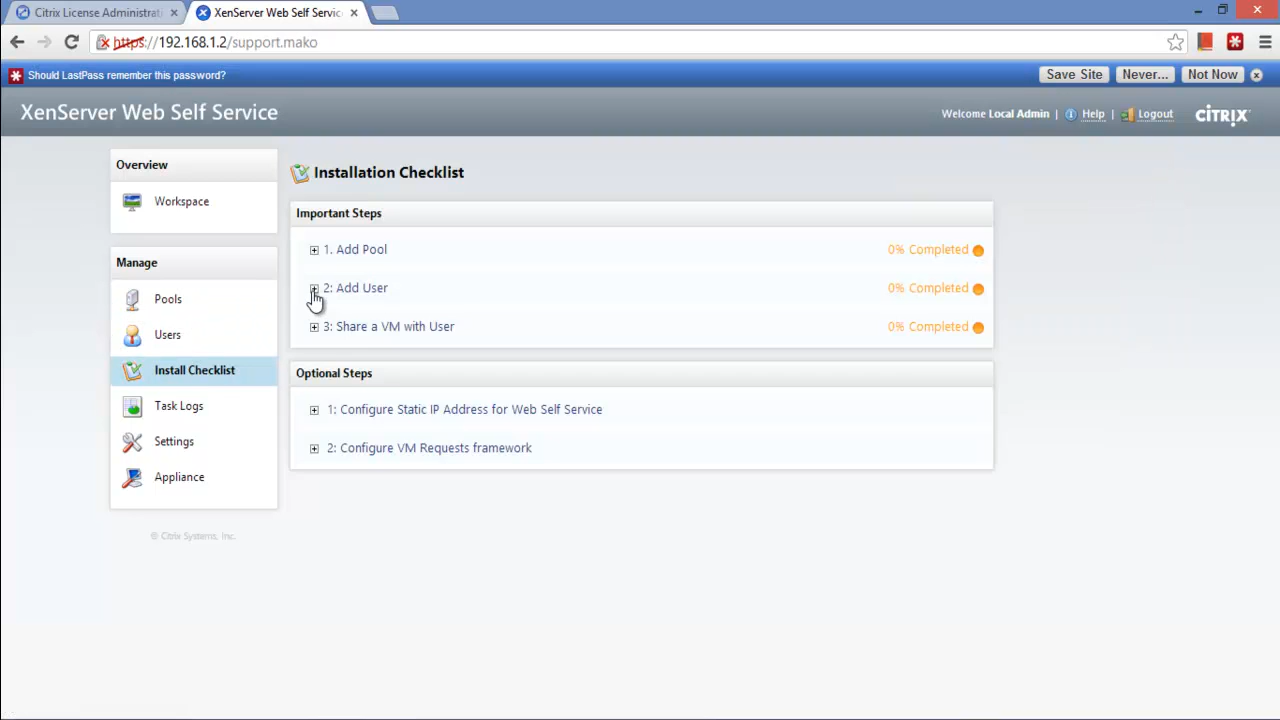 Citrix License Administrat
XenServer Web Self Servic
https://192.168.1.2/support.mako
Should LastPass remember this password?
Save Site
Never...
Not Now
XenServer Web Self Service
Welcome Local Admin | Help | Logout
CİTRIX
Overview
Workspace
Manage
Pools
Users
Install Checklist
Task Logs
Settings
Appliance
© Citrix Systems, Inc.
Installation Checklist
Important Steps
1. Add Pool
0% Completed
2: Add User
0% Completed
3: Share a VM with User
0% Completed
Optional Steps
1: Configure Static IP Address for Web Self Service
2: Configure VM Requests framework